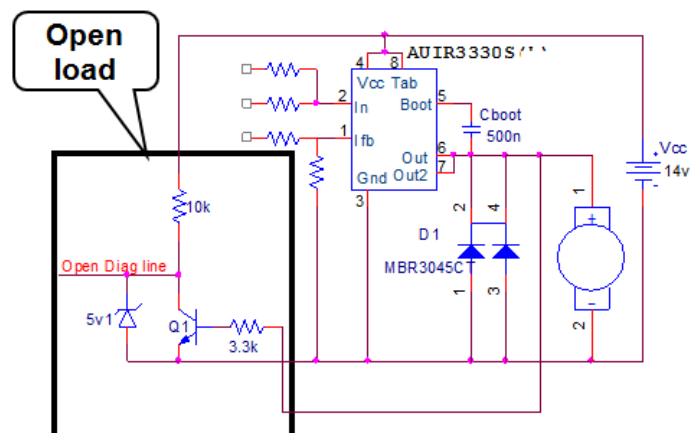 Open
load
AUIR3330S(
4
8
Vcc Tab
2
In
Boot
5
Cboot
500n
1
Ifb
Out
6
Out2
7
Gnd
3
Vcc
14v
+
-
10k
2
4
1
+
D1
MBR3045CT
Open Diag line
5v1
Q1
3.3k
1
3
-
2